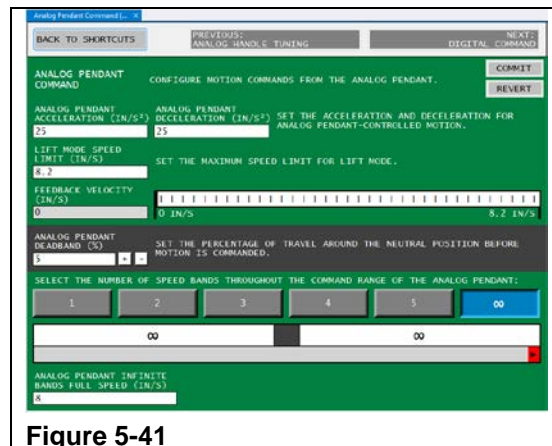 Analog Pendant Command (... ×
BACK TO SHORTCUTS
PREVIOUS:
ANALOG HANDLE TUNING
NEXT:
DIGITAL COMMAND
ANALOG PENDANT
COMMAND
CONFIGURE MOTION COMMANDS FROM THE ANALOG PENDANT.
COMMIT
REVERT
ANALOG PENDANT
ACCELERATION (IN/S²)
25
ANALOG PENDANT
DECELERATION (IN/S²)
25
SET THE ACCELERATION AND DECELERATION FOR
ANALOG PENDANT-CONTROLLED MOTION.
LIFT MODE SPEED
LIMIT (IN/S)
8.2
SET THE MAXIMUM SPEED LIMIT FOR LIFT MODE.
FEEDBACK VELOCITY
(IN/S)
0
0 IN/S
8.2 IN/S
ANALOG PENDANT
DEADBAND (%)
5
+ -
SET THE PERCENTAGE OF TRAVEL AROUND THE NEUTRAL POSITION BEFORE
MOTION IS COMMANDED.
SELECT THE NUMBER OF SPEED BANDS THROUGHOUT THE COMMAND RANGE OF THE ANALOG PENDANT:
1 2 3 4 5 ∞
∞ ∞
ANALOG PENDANT INFINITE
BANDS FULL SPEED (IN/S)
8
Figure 5-41